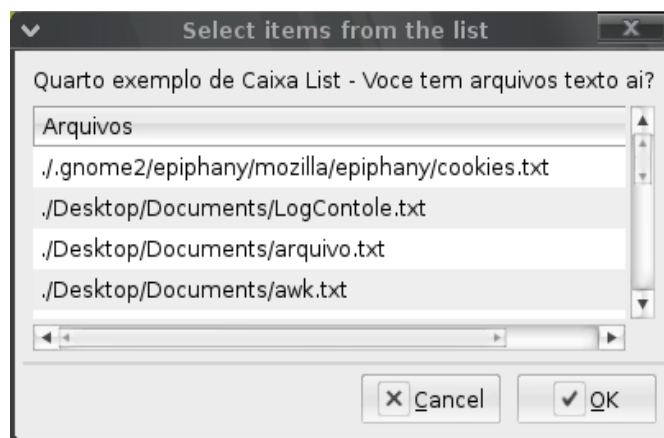 Select items from the list
Quarto exemplo de Caixa List - Voce tem arquivos texto ai?
Arquivos
./.gnome2/epiphany/mozilla/epiphany/cookies.txt
./Desktop/Documents/LogContole.txt
./Desktop/Documents/arquivo.txt
./Desktop/Documents/awk.txt
Cancel OK